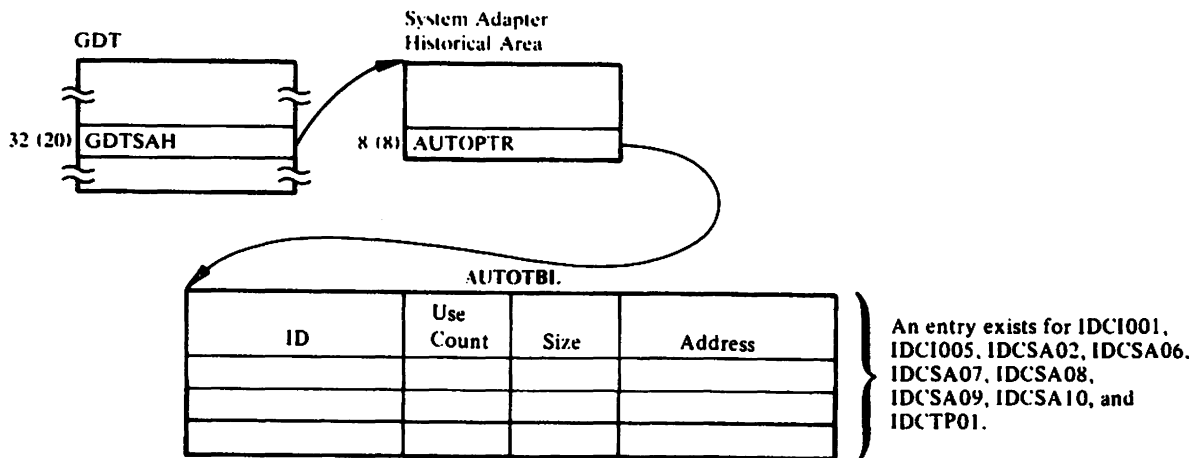 System Adapter
Historical Area
GDT
32 (20) GDTSAH
8 (8) AUTOPTR
AUTOTBL
ID
Use
Count
Size
Address
An entry exists for IDCI001,
IDCI005, IDCSA02, IDCSA06,
IDCSA07, IDCSA08,
IDCSA09, IDCSA10, and
IDCTP01.